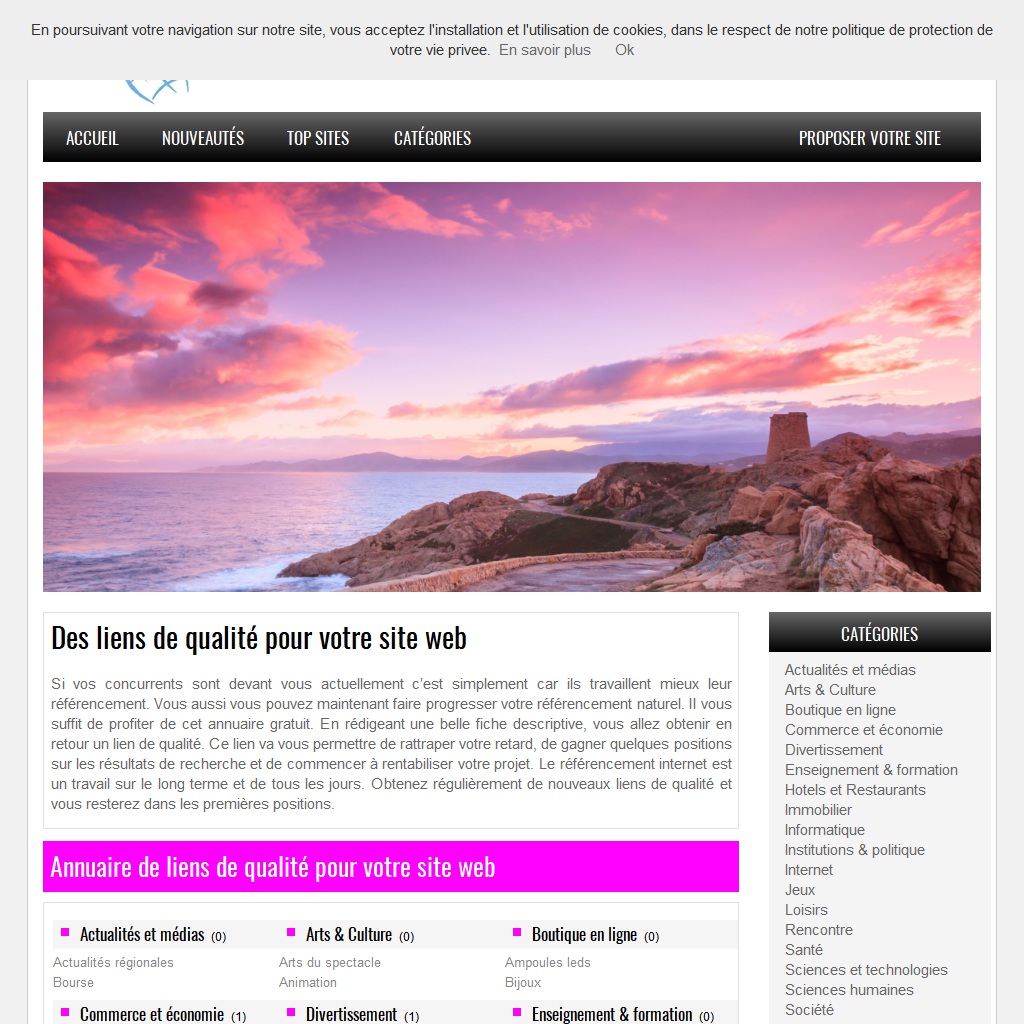 En poursuivant votre navigation sur notre site, vous acceptez l'installation et l'utilisation de cookies, dans le respect de notre politique de protection de
votre vie privee. En savoir plus Ok
ACCUEIL NOUVEAUTÉS TOP SITES CATÉGORIES PROPOSER VOTRE SITE
Des liens de qualité pour votre site web
Si vos concurrents sont devant vous actuellement c'est simplement car ils travaillent mieux leur
référencement. Vous aussi vous pouvez maintenant faire progresser votre référencement naturel. Il vous
suffit de profiter de cet annuaire gratuit. En rédigeant une belle fiche descriptive, vous allez obtenir en
retour un lien de qualité. Ce lien va vous permettre de rattraper votre retard, de gagner quelques positions
sur les résultats de recherche et de commencer à rentabiliser votre projet. Le référencement internet est
un travail sur le long terme et de tous les jours. Obtenez régulièrement de nouveaux liens de qualité et
vous resterez dans les premières positions.
Annuaire de liens de qualité pour votre site web
Actualités et médias (0) Arts & Culture (0) Boutique en ligne (0)
Actualités régionales Arts du spectacle Ampoules leds
Bourse Animation Bijoux
Commerce et économie (1) Divertissement (1) Enseignement & formation (0)
CATÉGORIES
Actualités et médias
Arts & Culture
Boutique en ligne
Commerce et économie
Divertissement
Enseignement & formation
Hotels et Restaurants
Immobilier
Informatique
Institutions & politique
Internet
Jeux
Loisirs
Rencontre
Santé
Sciences et technologies
Sciences humaines
Société